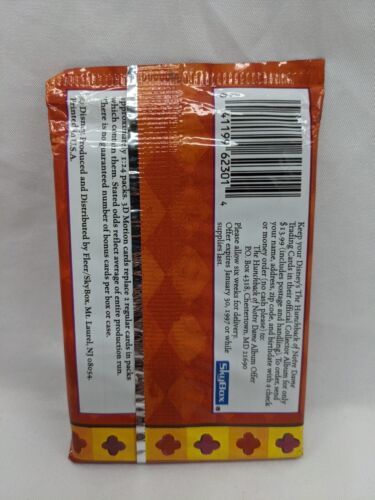 Keep your Disney's The Hunchback of Notre Dame
Trading Cards in their official Collector Album for only
$13.99 (includes postage and handling). To order, send
your name, address, zip code, and birthdate with a check
or money order (no cash please) to:
The Hunchback of Notre Dame Album Offer
P.O. Box 4318, Chestertown, MD 21690
Please allow six weeks for delivery.
Offer expires January 30, 1997 or while
supplies last.
SkyBox®
41199 62301 4
approximately 1:24 packs. 3D Motion cards replace 2 regular cards in packs
which contain them. Stated odds reflect average of entire production run.
There is no guaranteed number of bonus cards per box or case.
© Disney Produced and Distributed by Fleer/SkyBox, Mt. Laurel, NJ 08054.
Printed in U.S.A.